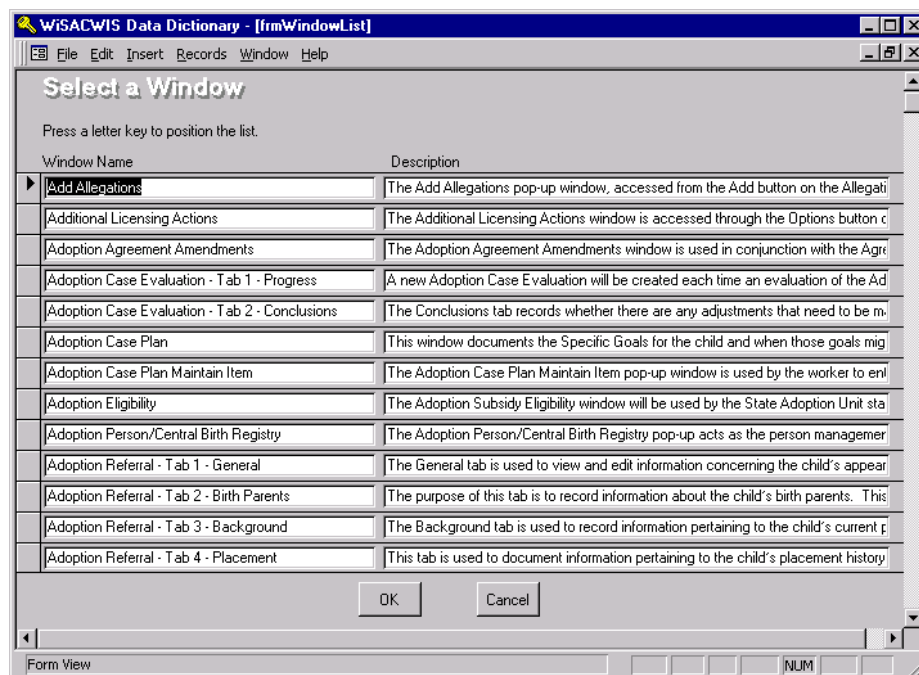 WiSACWIS Data Dictionary - [frmWindowList]
File Edit Insert Records Window Help
Select a Window
Press a letter key to position the list.
Window Name Description
Add Allegations The Add Allegations pop-up window, accessed from the Add button on the Allegati
Additional Licensing Actions The Additional Licensing Actions window is accessed through the Options button
Adoption Agreement Amendments The Adoption Agreement Amendments window is used in conjunction with the Agre
Adoption Case Evaluation - Tab 1 - Progress A new Adoption Case Evaluation will be created each time an evaluation of the Ad
Adoption Case Evaluation - Tab 2 - Conclusions The Conclusions tab records whether there are any adjustments that need to be m
Adoption Case Plan This window documents the Specific Goals for the child and when those goals mig
Adoption Case Plan Maintain Item The Adoption Case Plan Maintain Item pop-up window is used by the worker to ent
Adoption Eligibility The Adoption Subsidy Eligibility window will be used by the State Adoption Unit sta
Adoption Person/Central Birth Registry The Adoption Person/Central Birth Registry pop-up acts as the person managemer
Adoption Referral - Tab 1 - General The General tab is used to view and edit information concerning the child's appear
Adoption Referral - Tab 2 - Birth Parents The purpose of this tab is to record information about the child's birth parents. This
Adoption Referral - Tab 3 - Background The Background tab is used to record information pertaining to the child's current
Adoption Referral - Tab 4 - Placement This tab is used to document information pertaining to the child's placement history
OK Cancel
Form View NUM